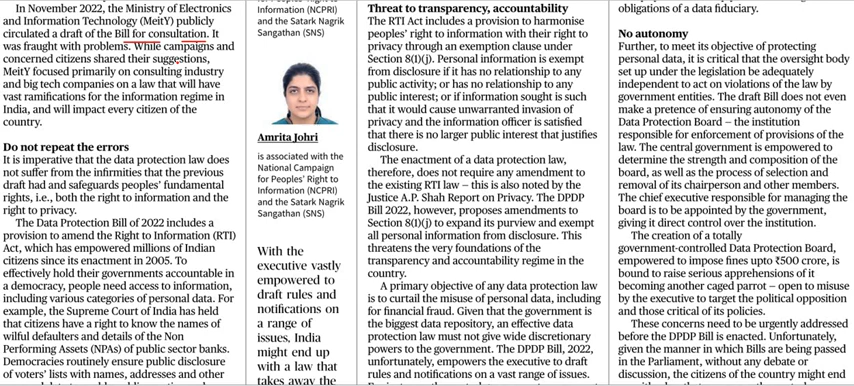 In November 2022, the Ministry of Electronics
and Information Technology (MeitY) publicly
circulated a draft of the Bill for consultation. It
was fraught with problems. While campaigns and
concerned citizens shared their suggestions,
MeitY focused primarily on consulting industry
and big tech companies on a law that will have
vast ramifications for the information regime in
India, and will impact every citizen of the
country.
Do not repeat the errors
It is imperative that the data protection law does
not suffer from the infirmities that the previous
draft had and safeguards peoples' fundamental
rights, i.e., both the right to information and the
right to privacy.
The Data Protection Bill of 2022 includes a
provision to amend the Right to Information (RTI)
Act, which has empowered millions of Indian
citizens since its enactment in 2005. To
effectively hold their governments accountable in
a democracy, people need access to information,
including various categories of personal data. For
example, the Supreme Court of India has held
that citizens have a right to know the names of
wilful defaulters and details of the Non
Performing Assets (NPAs) of public sector banks.
Democracies routinely ensure public disclosure
of voters' lists with names, addresses and other
Information (NCPRI)
and the Satark Nagrik
Sangathan (SNS)
Amrita Johri
is associated with the
National Campaign
for Peoples' Right to
Information (NCPRI)
and the Satark Nagrik
Sangathan (SNS)
With the
executive vastly
empowered to
draft rules and
notifications on
a range of
issues, India
might end up
with a law that
takes away the
Threat to transparency, accountability
The RTI Act includes a provision to harmonise
peoples' right to information with their right to
privacy through an exemption clause under
Section 8(1)(j). Personal information is exempt
from disclosure if it has no relationship to any
public activity; or has no relationship to any
public interest; or if information sought is such
that it would cause unwarranted invasion of
privacy and the information officer is satisfied
that there is no larger public interest that justifies
disclosure.
The enactment of a data protection law,
therefore, does not require any amendment to
the existing RTI law – this is also noted by the
Justice A.P. Shah Report on Privacy. The DPDP
Bill 2022, however, proposes amendments to
Section 8(1)(j) to expand its purview and exempt
all personal information from disclosure. This
threatens the very foundations of the
transparency and accountability regime in the
country.
A primary objective of any data protection law
is to curtail the misuse of personal data, including
for financial fraud. Given that the government is
the biggest data repository, an effective data
protection law must not give wide discretionary
powers to the government. The DPDP Bill, 2022,
unfortunately, empowers the executive to draft
rules and notifications on a vast range of issues.
obligations of a data fiduciary.
No autonomy
Further, to meet its objective of protecting
personal data, it is critical that the oversight body
set up under the legislation be adequately
independent to act on violations of the law by
government entities. The draft Bill does not even
make a pretence of ensuring autonomy of the
Data Protection Board – the institution
responsible for enforcement of provisions of the
law. The central government is empowered to
determine the strength and composition of the
board, as well as the process of selection and
removal of its chairperson and other members.
The chief executive responsible for managing the
board is to be appointed by the government,
giving it direct control over the institution.
The creation of a totally
government-controlled Data Protection Board,
empowered to impose fines upto ₹500 crore, is
bound to raise serious apprehensions of it
becoming another caged parrot – open to misuse
by the executive to target the political opposition
and those critical of its policies.
These concerns need to be urgently addressed
before the DPDP Bill is enacted. Unfortunately,
given the manner in which Bills are being passed
in the Parliament, without any debate or
discussion, the citizens of the country might end